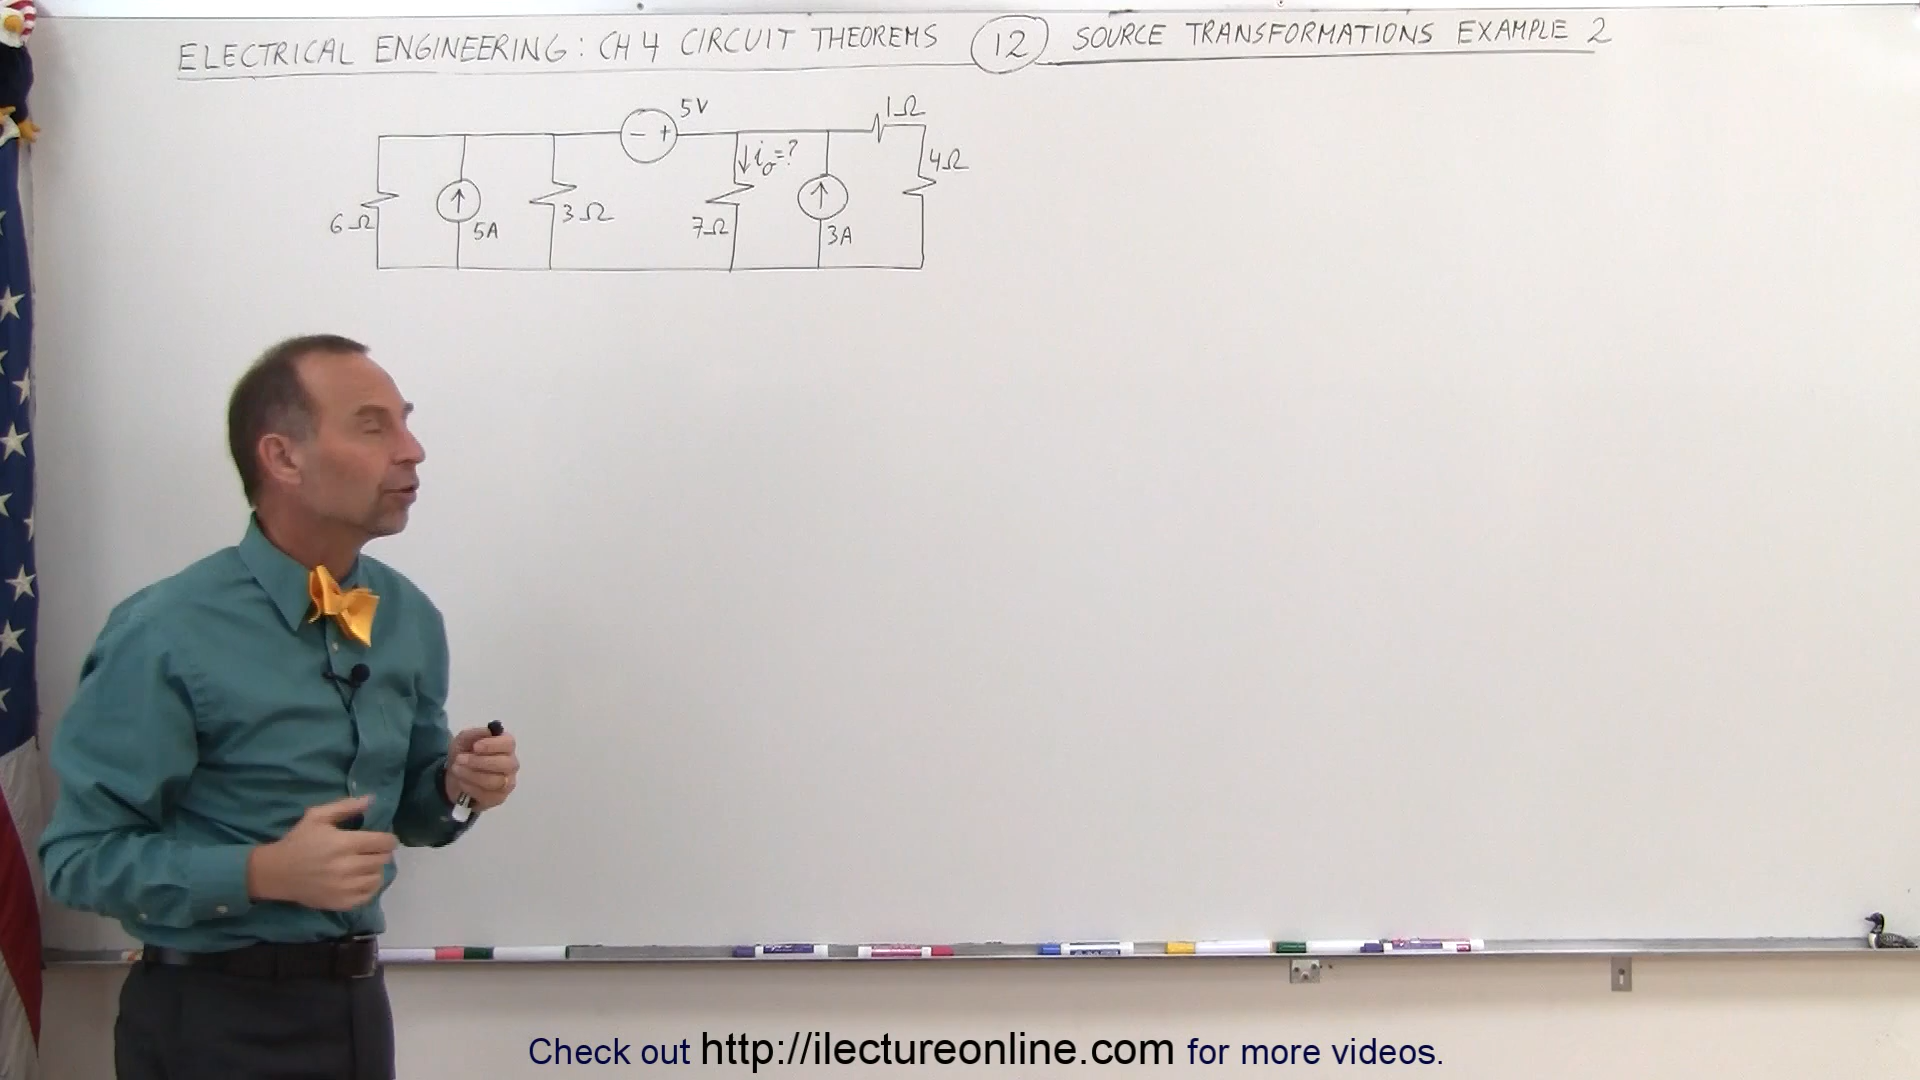 ELECTRICAL ENGINEERING: CH 4 CIRCUIT THEOREMS 12 SOURCE TRANSFORMATIONS EXAMPLE 2
5V
1Ω
- +
i₀=?
4Ω
6Ω
5A
3Ω
7Ω
3A
Check out http://ilectureonline.com for more videos.